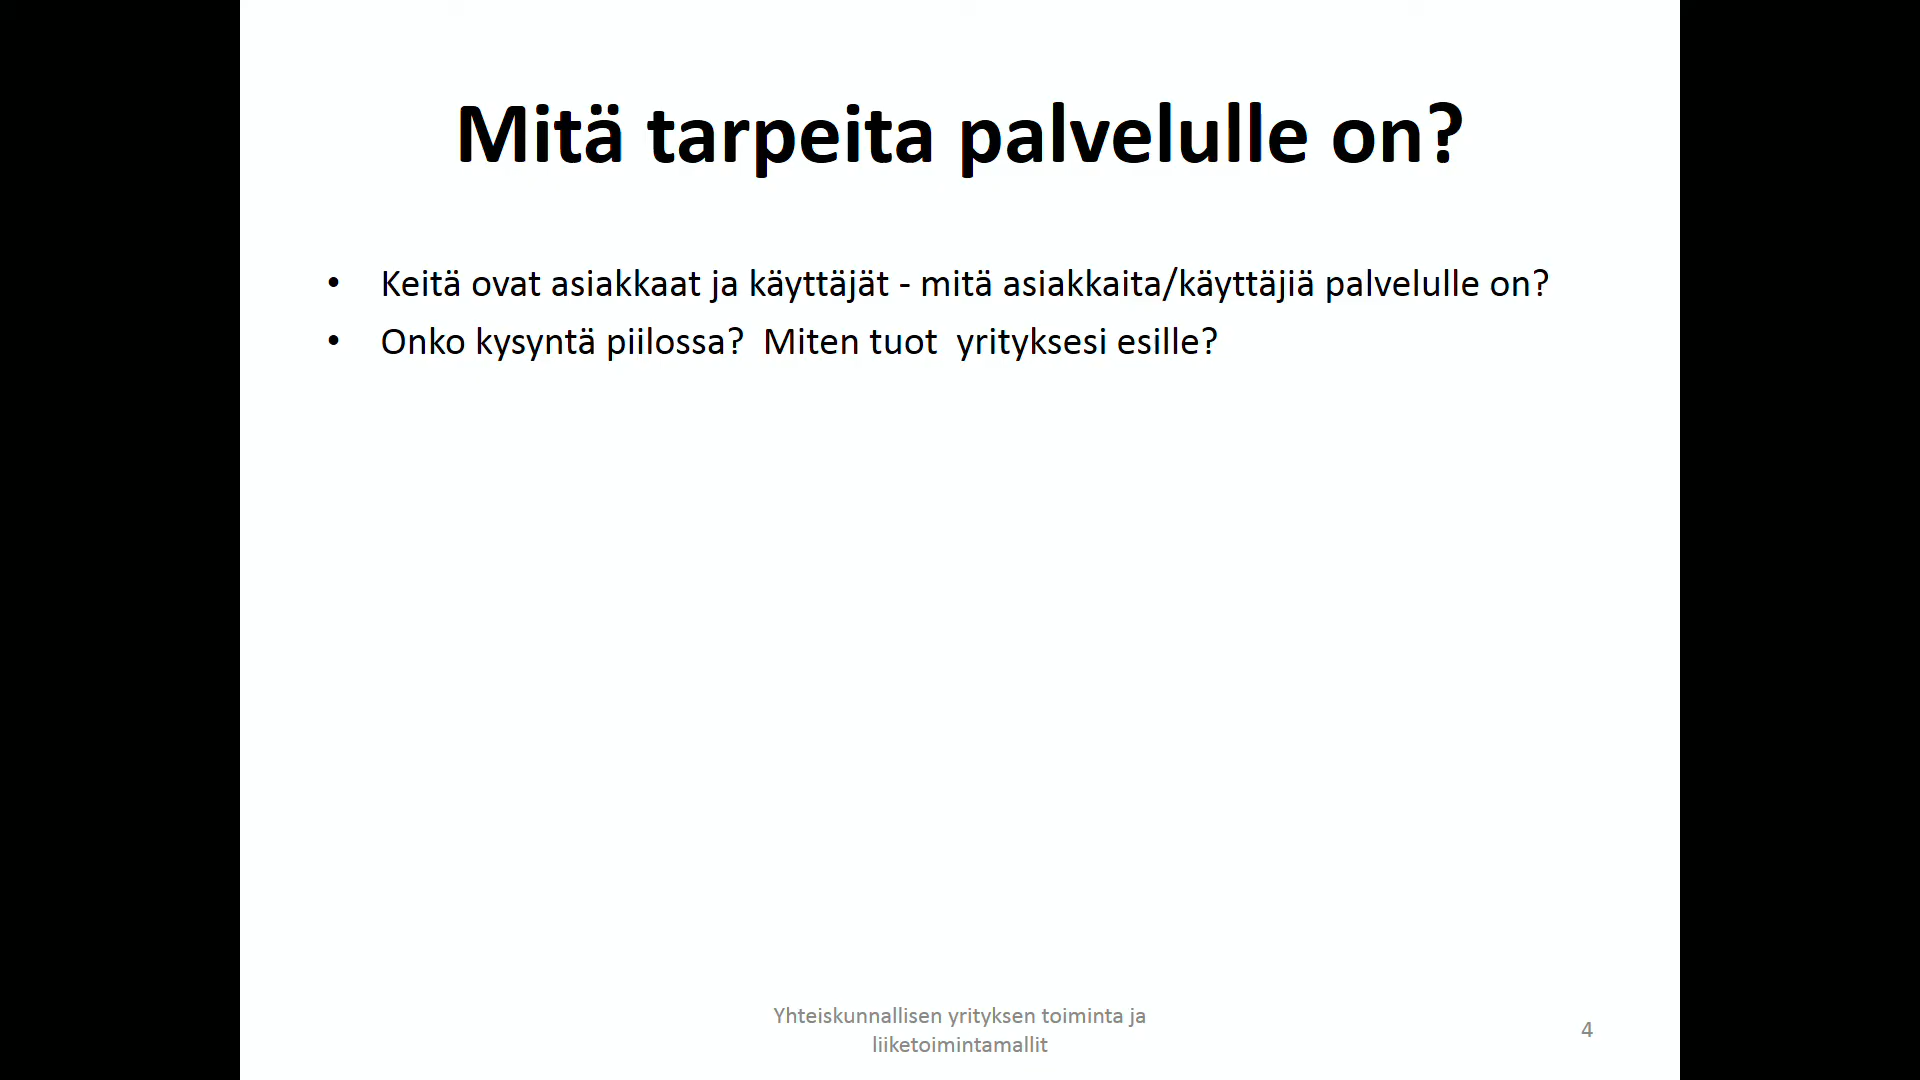 Mitä tarpeita palvelulle on?
• Keitä ovat asiakkaat ja käyttäjät - mitä asiakkaita/käyttäjiä palvelulle on?
• Onko kysyntä piilossa?  Miten tuot  yrityksesi esille?
Yhteiskunnallisen yrityksen toiminta ja
liiketoimintamallit
4